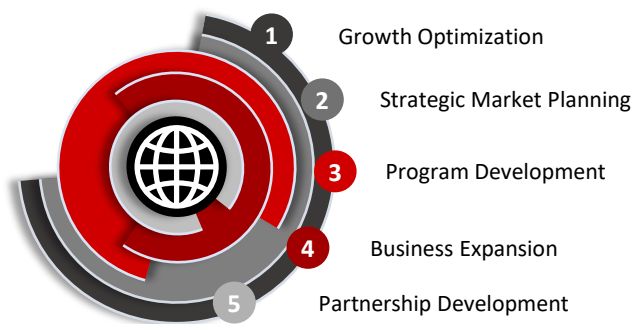 1 Growth Optimization
2 Strategic Market Planning
3 Program Development
4 Business Expansion
5 Partnership Development